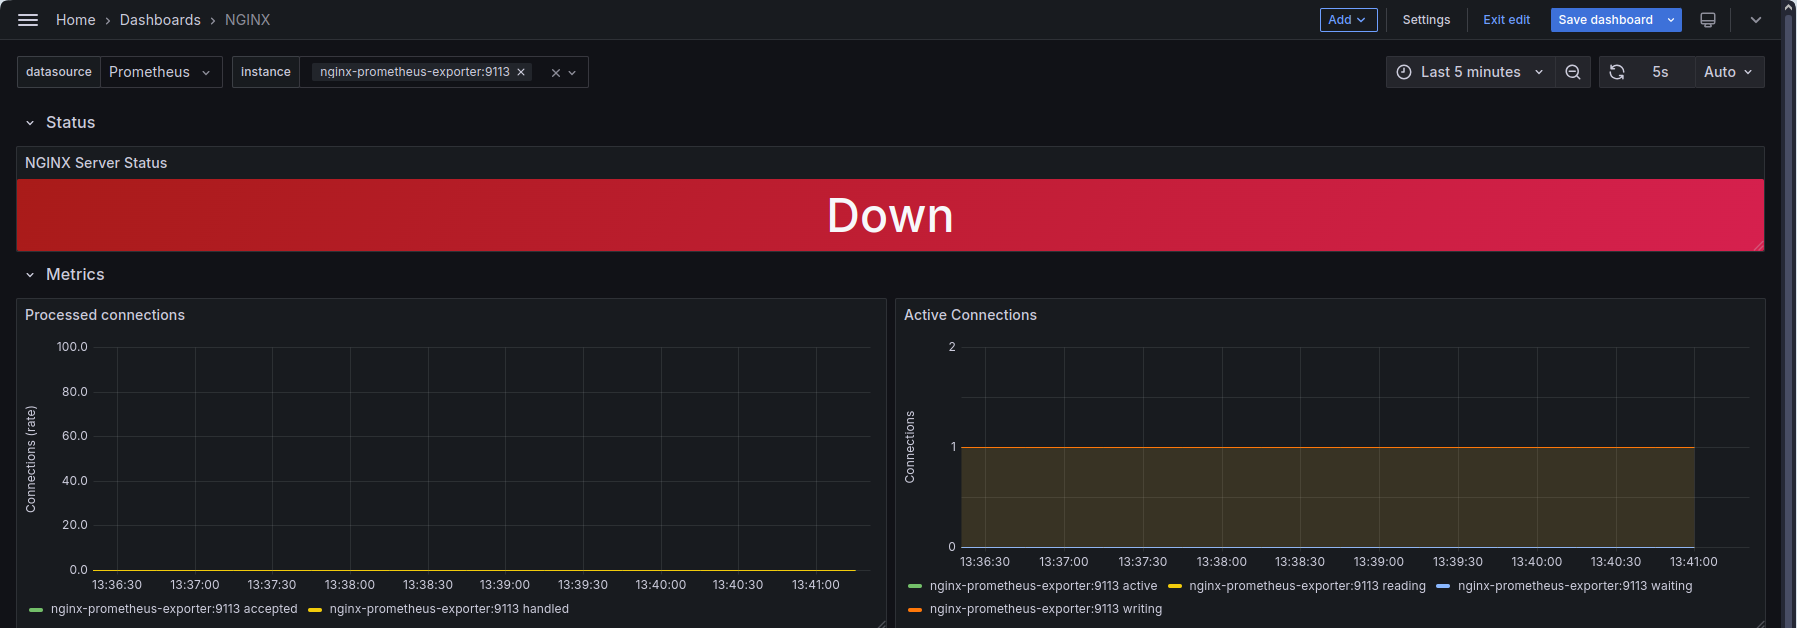 Home › Dashboards › NGINX Add Settings Exit edit Save dashboard
datasource Prometheus instance nginx-prometheus-exporter:9113 Last 5 minutes 5s Auto
Status
NGINX Server Status
Down
Metrics
Processed connections
100.0
80.0
60.0
40.0
20.0
0.0
Connections (rate)
13:36:30 13:37:00 13:37:30 13:38:00 13:38:30 13:39:00 13:39:30 13:40:00 13:40:30 13:41:00
nginx-prometheus-exporter:9113 accepted nginx-prometheus-exporter:9113 handled
Active Connections
2
1
0
Connections
13:36:30 13:37:00 13:37:30 13:38:00 13:38:30 13:39:00 13:39:30 13:40:00 13:40:30 13:41:00
nginx-prometheus-exporter:9113 active nginx-prometheus-exporter:9113 reading nginx-prometheus-exporter:9113 waiting
nginx-prometheus-exporter:9113 writing